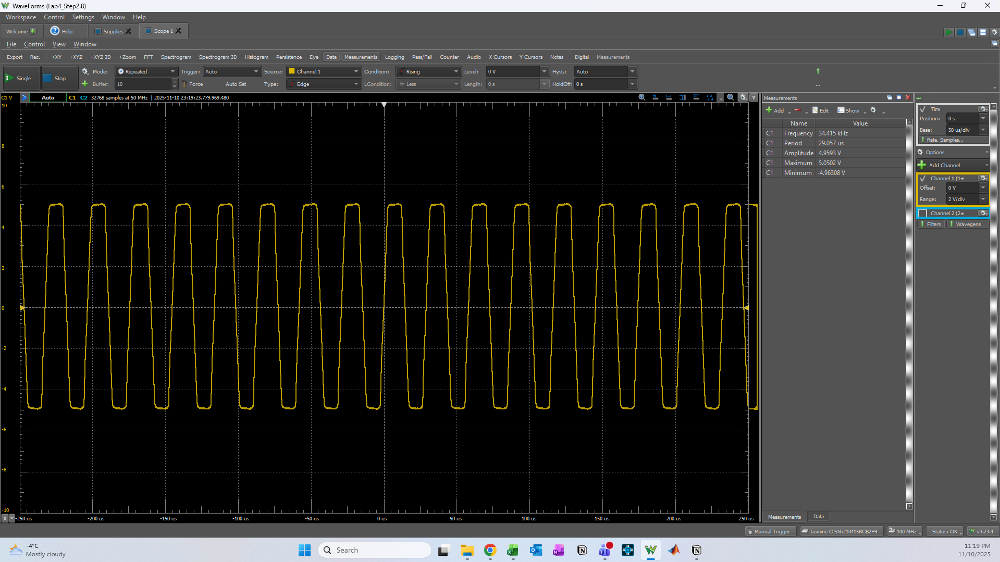 WaveForms (Lab4_Step2.8)
Workspace Control Settings Window Help
Welcome Help Supplies Scope 1
File Control View Window
Export Rec. +XY +XYZ +XYZ 3D +Zoom FFT Spectrogram Spectrogram 3D Histogram Persistence Eye Data Measurements Logging Pass/Fail Counter Audio X Cursors Y Cursors Notes Digital Measurements
1 Single Stop Mode: Repeated Trigger: Auto Source: Channel 1 Condition: Rising Level: 0 V Hyst.: Auto
Buffer: 10 Force Auto Set Type: Edge LCondition: Less Length: 0 s HoldOff: 0 s ...
C1 V Auto C1 C2 32768 samples at 50 MHz | 2025-11-10 23:19:23.779.969.480 Y
10
8
6
4
2
0
-2
-4
-6
-8
-10
X -250 us -200 us -150 us -100 us -50 us 0 us 50 us 100 us 150 us 200 us 250 us
Measurements
Add Edit Show
Name Value
C1 Frequency 34.415 kHz
C1 Period 29.057 us
C1 Amplitude 4.9593 V
C1 Maximum 5.0502 V
C1 Minimum -4.96308 V
Measurements Data
Time
Position: 0 s
Base: 50 us/div
Rate, Samples...
Options
Add Channel
Channel 1 (1±
Offset: 0 V
Range: 2 V/div
Channel 2 (2±
Filters Wavegens
Manual Trigger Jasmine C SN:210415BCB2F9 100 MHz Status: OK v3.23.4
-4°C
Mostly cloudy
Search
11:19 PM
11/10/2025